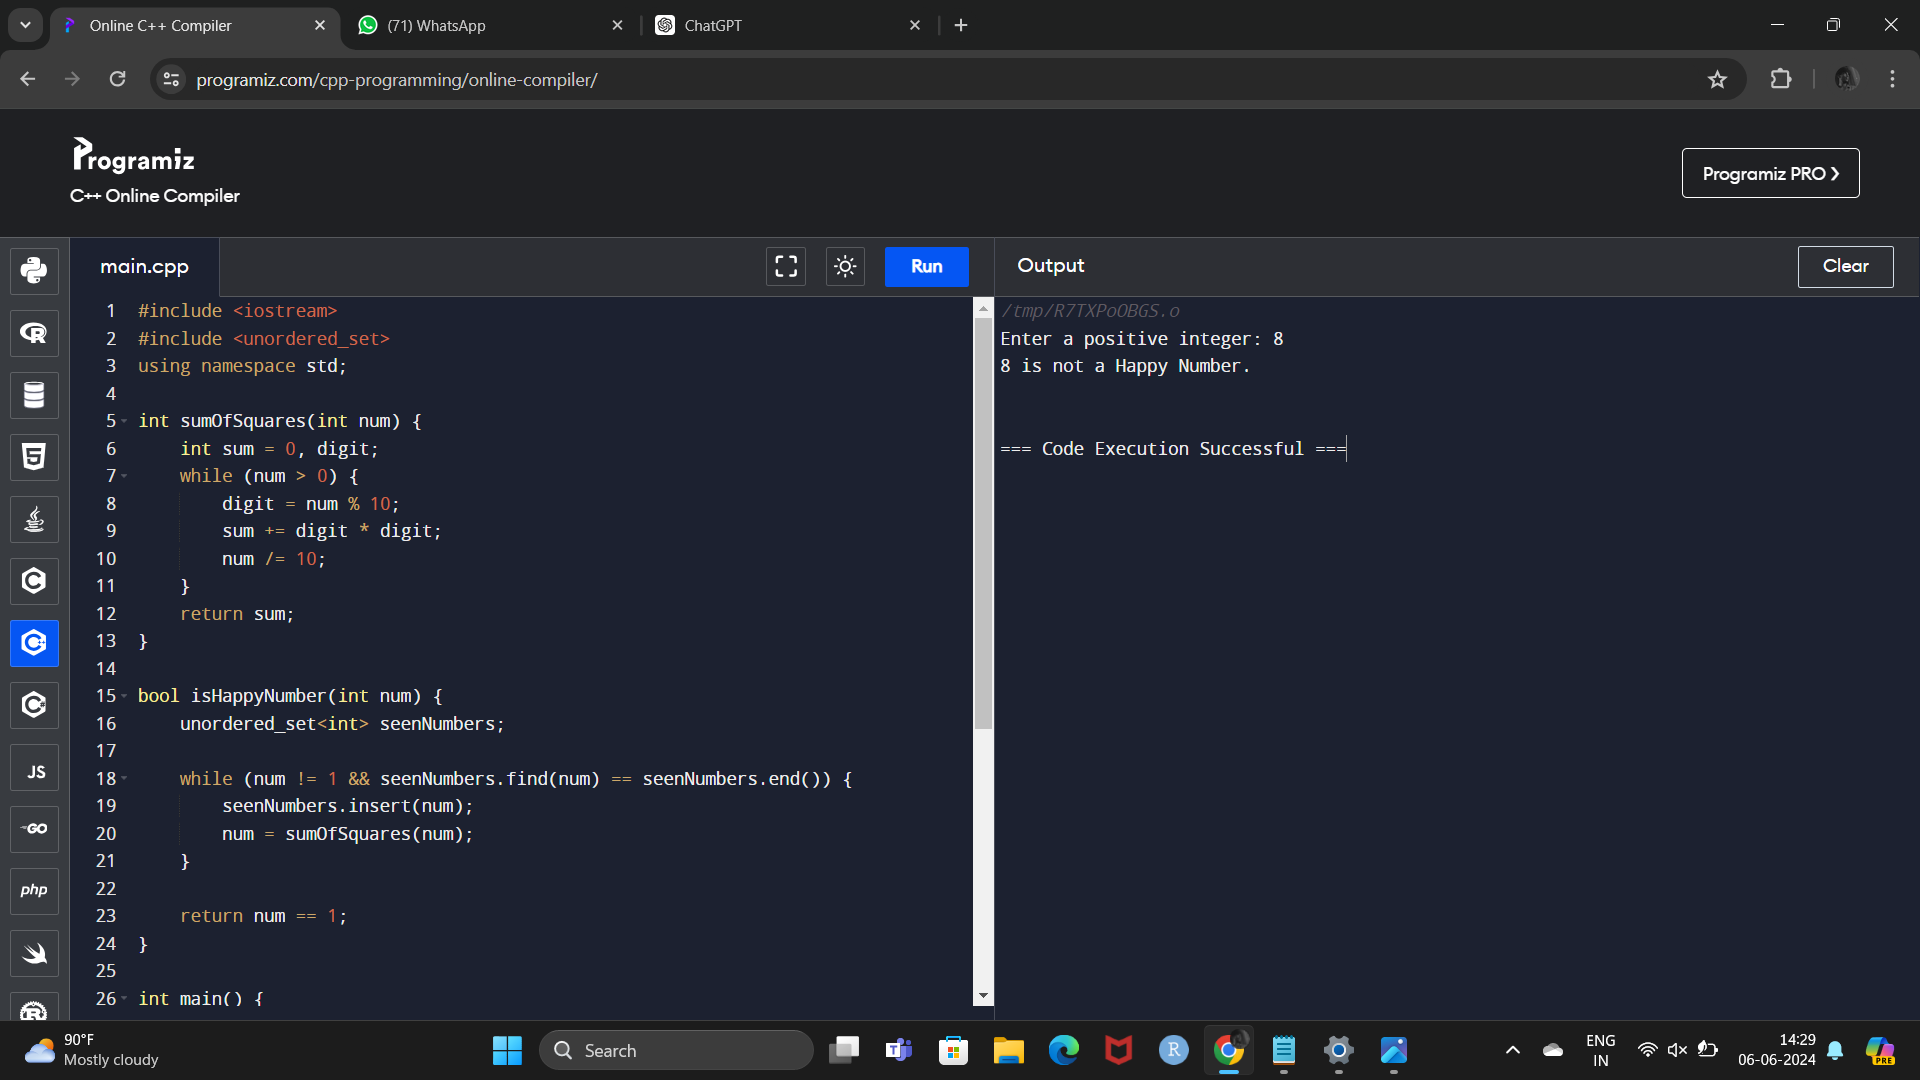 Online C++ Compiler
(71) WhatsApp
ChatGPT
programiz.com/cpp-programming/online-compiler/
Programiz
C++ Online Compiler
Programiz PRO ❯
main.cpp
Run
Output
Clear
1 #include <iostream>
2 #include <unordered_set>
3 using namespace std;
4
5 int sumOfSquares(int num) {
6     int sum = 0, digit;
7     while (num > 0) {
8         digit = num % 10;
9         sum += digit * digit;
10         num /= 10;
11     }
12     return sum;
13 }
14
15 bool isHappyNumber(int num) {
16     unordered_set<int> seenNumbers;
17
18     while (num != 1 && seenNumbers.find(num) == seenNumbers.end()) {
19         seenNumbers.insert(num);
20         num = sumOfSquares(num);
21     }
22
23     return num == 1;
24 }
25
26 int main() {
/tmp/R7TXPoOBGS.o
Enter a positive integer: 8
8 is not a Happy Number.
=== Code Execution Successful ===
R
5
C
C++
C
JS
GO
php
R
90°F
Mostly cloudy
Search
T
R
ENG
IN
14:29
06-06-2024
PRE